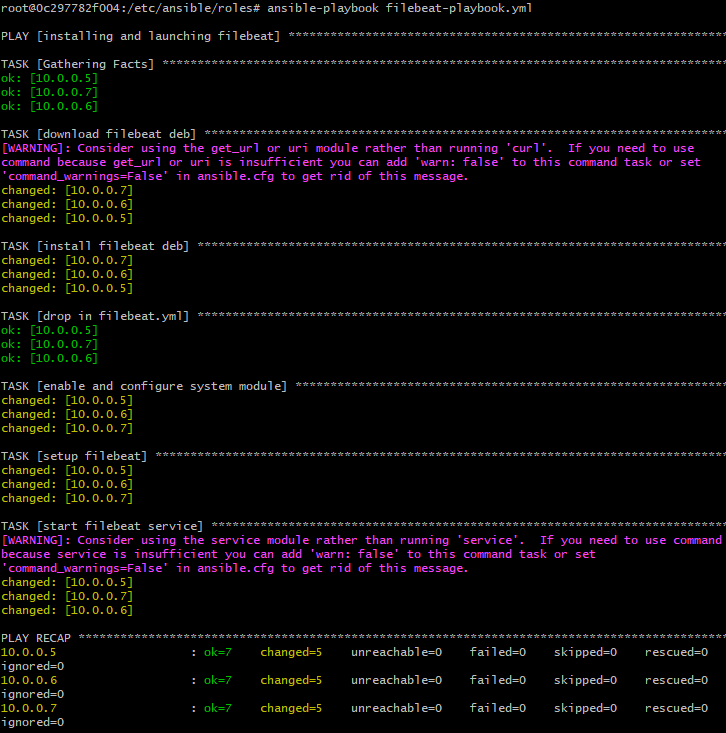 root@0c297782f004:/etc/ansible/roles# ansible-playbook filebeat-playbook.yml
PLAY [installing and launching filebeat] ***************************************************************
TASK [Gathering Facts] *********************************************************************************
ok: [10.0.0.5]
ok: [10.0.0.7]
ok: [10.0.0.6]
TASK [download filebeat deb] ***************************************************************************
[WARNING]: Consider using the get_url or uri module rather than running 'curl'.  If you need to use
command because get_url or uri is insufficient you can add 'warn: false' to this command task or set
'command_warnings=False' in ansible.cfg to get rid of this message.
changed: [10.0.0.7]
changed: [10.0.0.6]
changed: [10.0.0.5]
TASK [install filebeat deb] ****************************************************************************
changed: [10.0.0.7]
changed: [10.0.0.6]
changed: [10.0.0.5]
TASK [drop in filebeat.yml] ****************************************************************************
ok: [10.0.0.5]
ok: [10.0.0.7]
ok: [10.0.0.6]
TASK [enable and configure system module] **************************************************************
changed: [10.0.0.5]
changed: [10.0.0.6]
changed: [10.0.0.7]
TASK [setup filebeat] **********************************************************************************
changed: [10.0.0.5]
changed: [10.0.0.6]
changed: [10.0.0.7]
TASK [start filebeat service] **************************************************************************
[WARNING]: Consider using the service module rather than running 'service'.  If you need to use command
because service is insufficient you can add 'warn: false' to this command task or set
'command_warnings=False' in ansible.cfg to get rid of this message.
changed: [10.0.0.5]
changed: [10.0.0.7]
changed: [10.0.0.6]
PLAY RECAP *********************************************************************************************
10.0.0.5                   : ok=7    changed=5    unreachable=0    failed=0    skipped=0    rescued=0
ignored=0
10.0.0.6                   : ok=7    changed=5    unreachable=0    failed=0    skipped=0    rescued=0
ignored=0
10.0.0.7                   : ok=7    changed=5    unreachable=0    failed=0    skipped=0    rescued=0
ignored=0